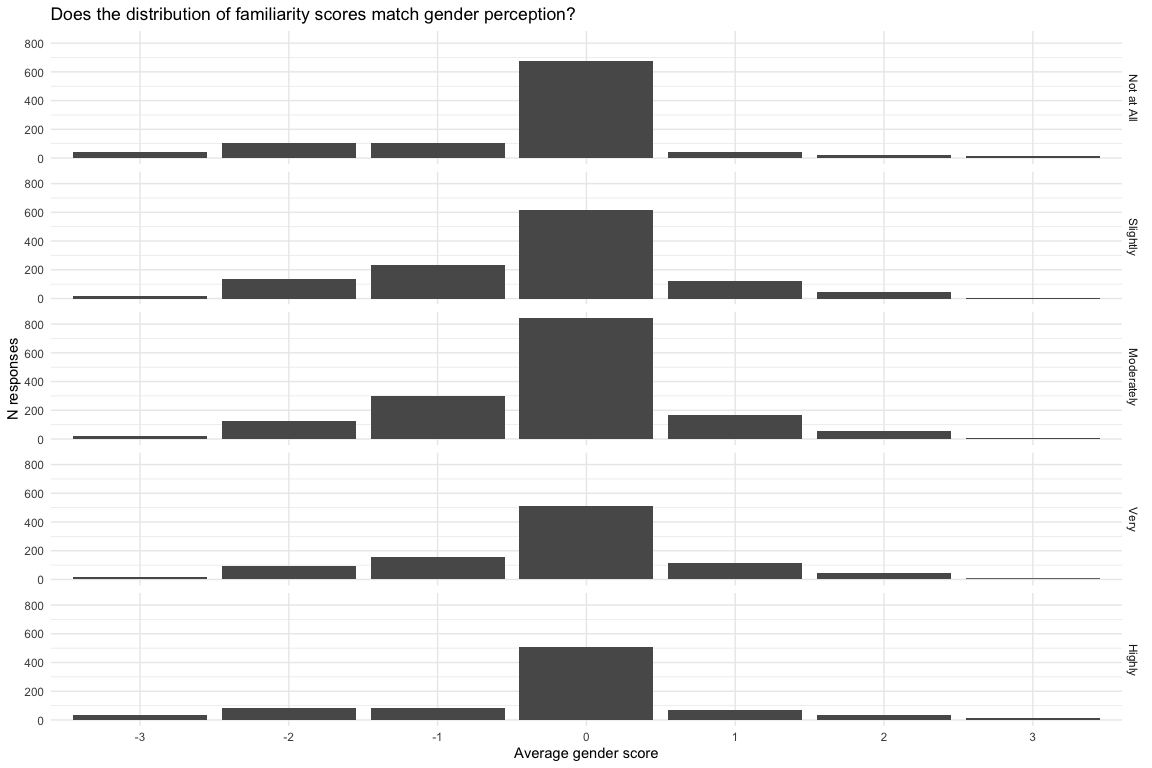 Does the distribution of familiarity scores match gender perception?
800
600
400
200
0
Not at All
800
600
400
200
0
Slightly
800
600
400
200
0
Moderately
800
600
400
200
0
Very
800
600
400
200
0
Highly
N responses
-3 -2 -1 0 1 2 3
Average gender score